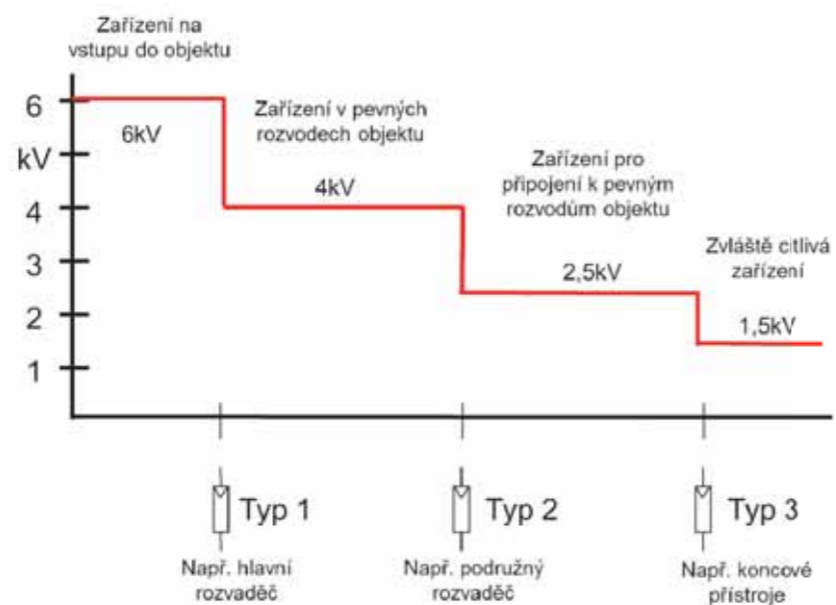 Zařízení na
vstupu do objektu
6
kV
4
3
2
1
6kV
Zařízení v pevných
rozvodech objektu
4kV
Zařízení pro
připojení k pevným
rozvodům objektu
2,5kV
Zvláště citlivá
zařízení
1,5kV
Typ 1
Např. hlavní
rozvaděč
Typ 2
Např. podružný
rozvaděč
Typ 3
Např. koncové
přístroje